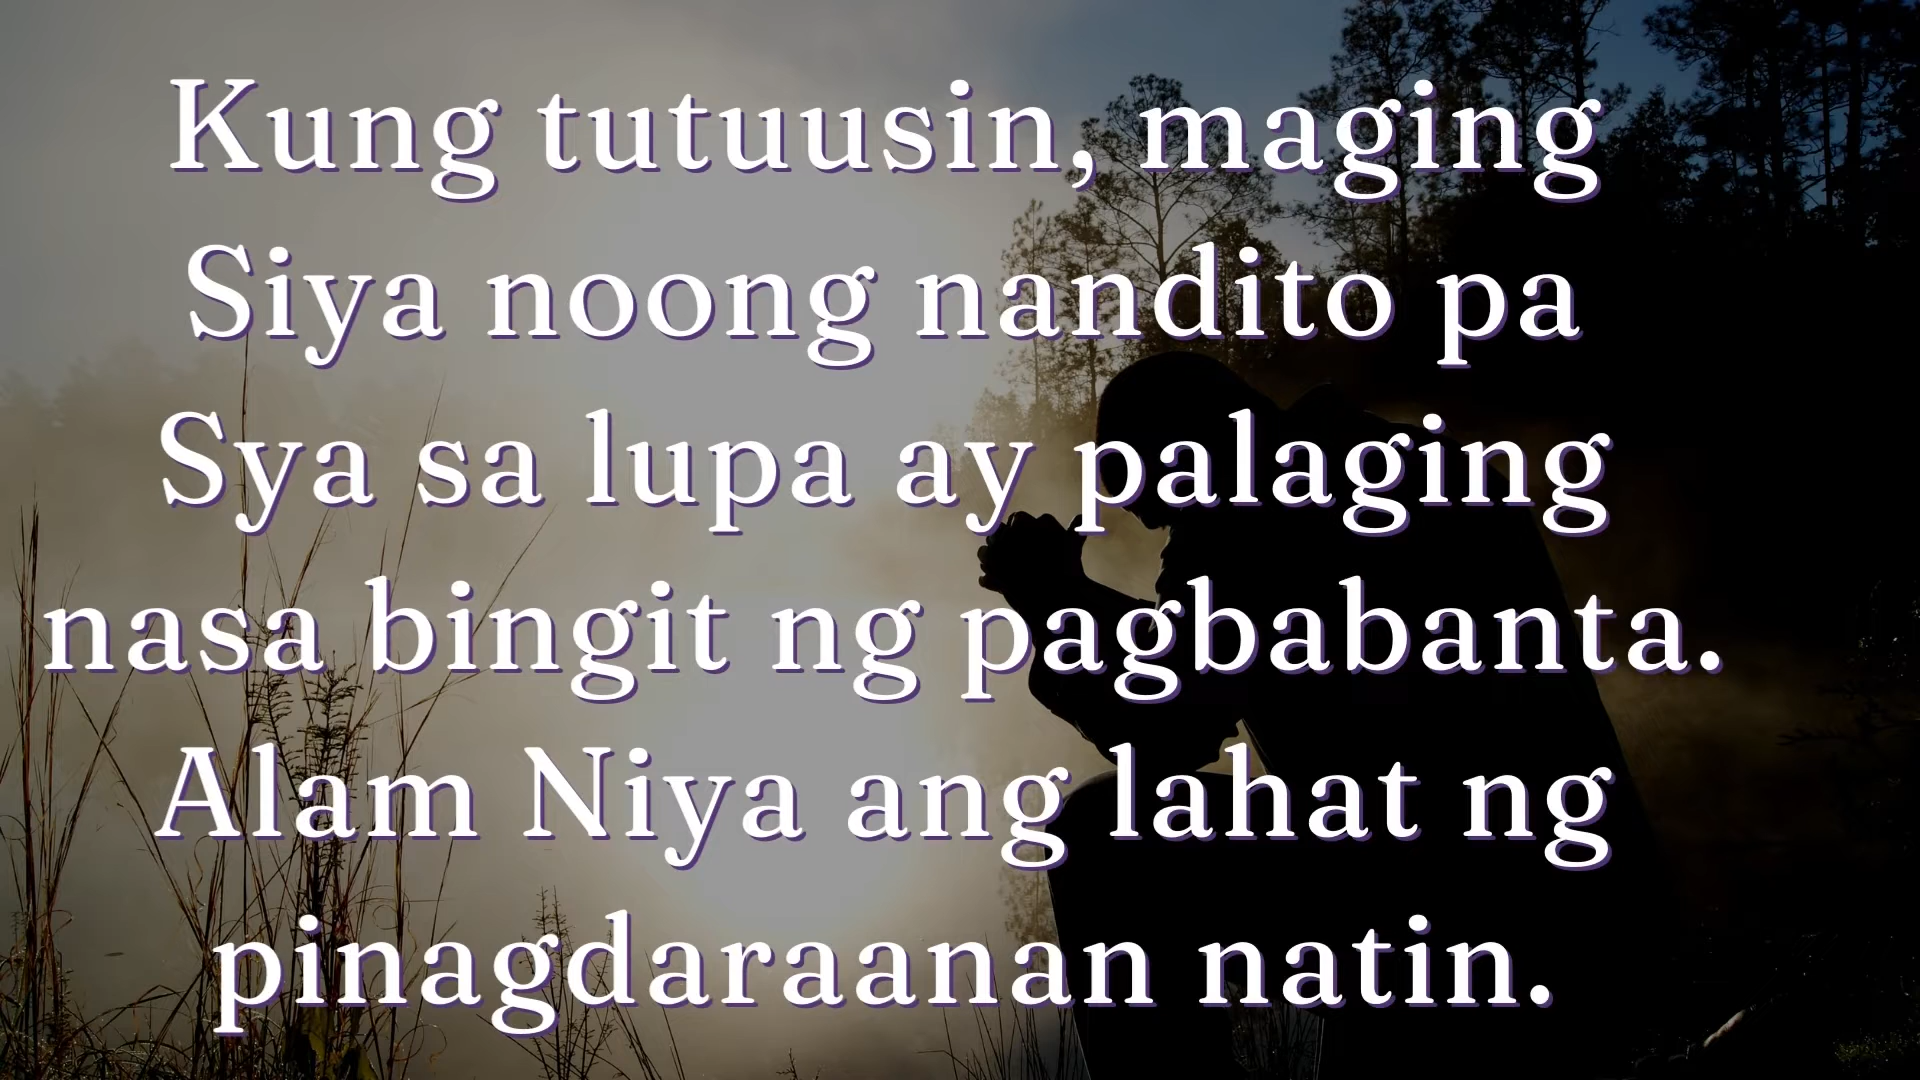 Kung tutuusin, maging
Siya noong nandito pa
Sya sa lupa ay palaging
nasa bingit ng pagbabanta.
Alam Niya ang lahat ng
pinagdaraanan natin.